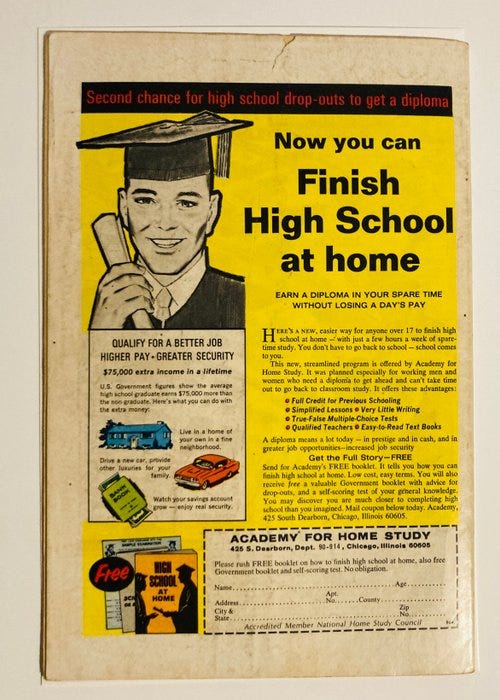 Second chance for high school drop-outs to get a diploma
Now you can
Finish
High School
at home
EARN A DIPLOMA IN YOUR SPARE TIME
WITHOUT LOSING A DAY'S PAY
QUALIFY FOR A BETTER JOB
HIGHER PAY • GREATER SECURITY
$75,000 extra income in a lifetime
U.S. Government figures show the average
high school graduate earns $75,000 more than
the non-graduate. Here's what you can do with
the extra money:
Live in a home of
your own in a fine
neighborhood.
Drive a new car, provide
other luxuries for your
family.
BANK BOOK
Watch your savings account
grow — enjoy real security.
HERE'S A NEW, easier way for anyone over 17 to finish high
school at home — with just a few hours a week of spare-
time study. You don't have to go back to school — school comes
to you.
This new, streamlined program is offered by Academy for
Home Study. It was planned especially for working men and
women who need a diploma to get ahead and can't take time
out to go back to classroom study. It offers these advantages:
• Full Credit for Previous Schooling
• Simplified Lessons • Very Little Writing
• True-False Multiple-Choice Tests
• Qualified Teachers • Easy-to-Read Text Books
A diploma means a lot today — in prestige and in cash, and in
greater job opportunities—increased job security
Get the Full Story—FREE
Send for Academy's FREE booklet. It tells you how you can
finish high school at home. Low cost, easy terms. You will also
receive free a valuable Government booklet with advice for
drop-outs, and a self-scoring test of your general knowledge.
You may discover you are much closer to completing high
school than you imagined. Mail coupon below today. Academy,
425 South Dearborn, Chicago, Illinois 60605.
SAMPLE EXAMINATION
Free
HIGH
SCHOOL
AT
HOME
ACADEMY FOR HOME STUDY
425 S. Dearborn, Dept. 90-914, Chicago, Illinois 60605
Please rush FREE booklet on how to finish high school at home, also free
Government booklet and self-scoring test. No obligation.
Name Age
Address Apt. No. County
City & State Zip No.
Accredited Member National Home Study Council